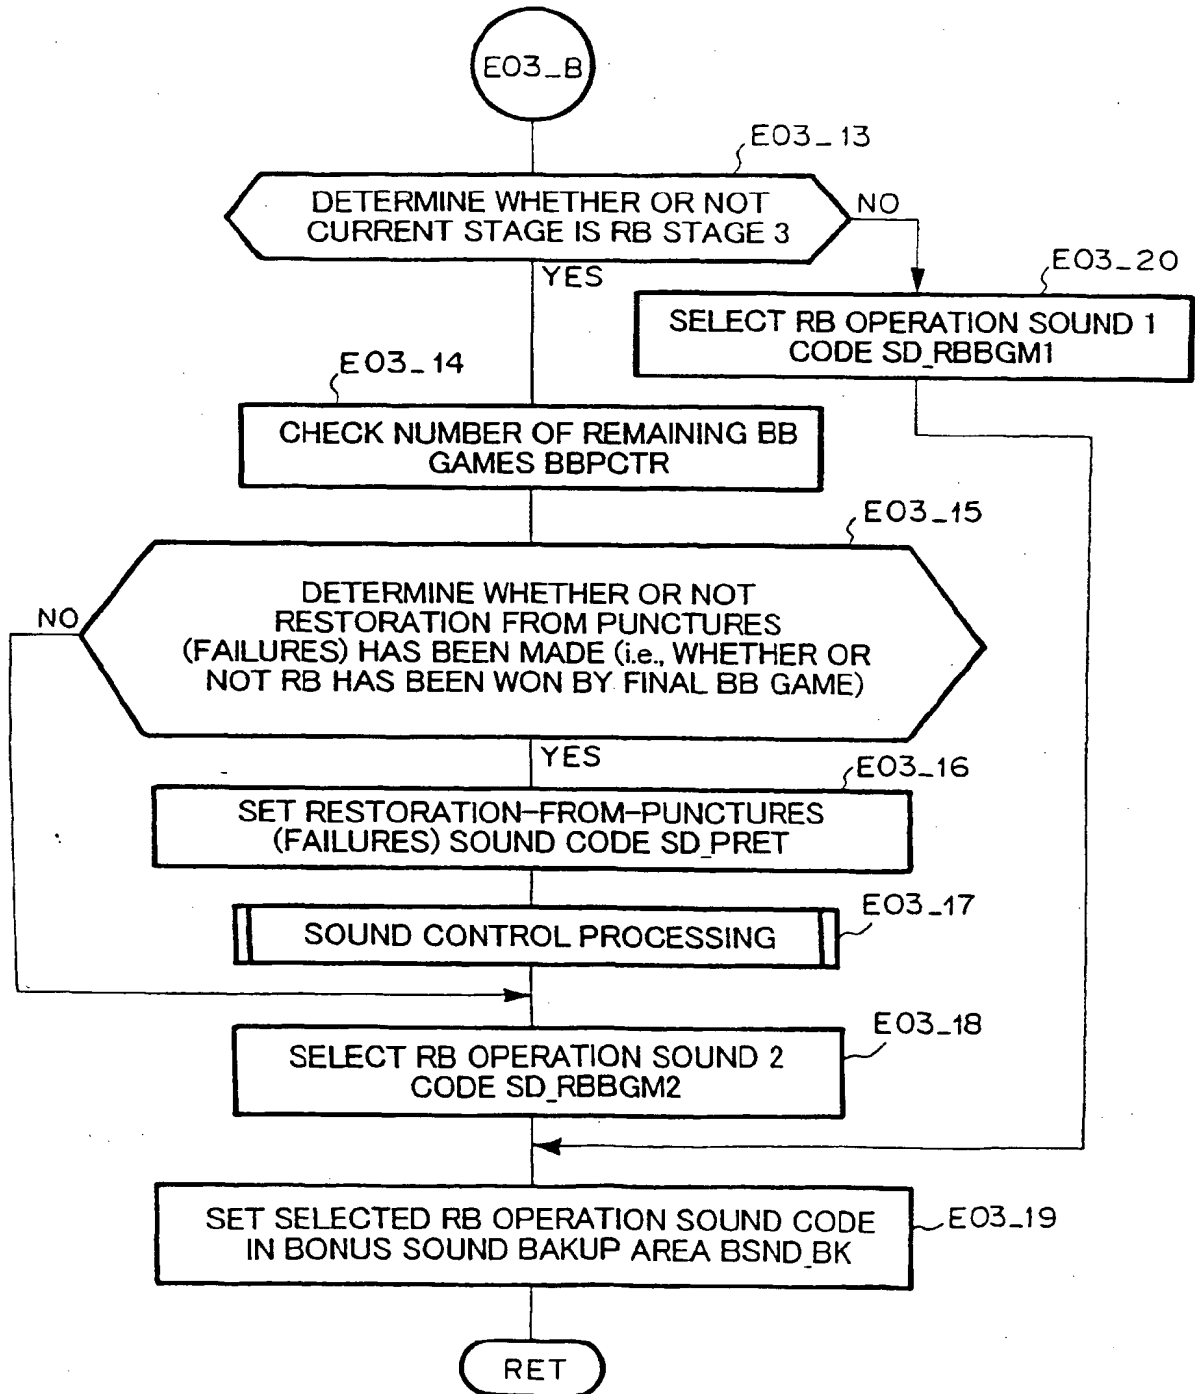 E03_B
E03_13
DETERMINE WHETHER OR NOT
CURRENT STAGE IS RB STAGE 3
NO
YES
E03_20
SELECT RB OPERATION SOUND 1
CODE SD_RBBGM1
E03_14
CHECK NUMBER OF REMAINING BB
GAMES BBPCTR
E03_15
DETERMINE WHETHER OR NOT
RESTORATION FROM PUNCTURES
(FAILURES) HAS BEEN MADE (i.e., WHETHER OR
NOT RB HAS BEEN WON BY FINAL BB GAME)
NO
YES
E03_16
SET RESTORATION-FROM-PUNCTURES
(FAILURES) SOUND CODE SD_PRET
E03_17
SOUND CONTROL PROCESSING
E03_18
SELECT RB OPERATION SOUND 2
CODE SD_RBBGM2
E03_19
SET SELECTED RB OPERATION SOUND CODE
IN BONUS SOUND BAKUP AREA BSND_BK
RET